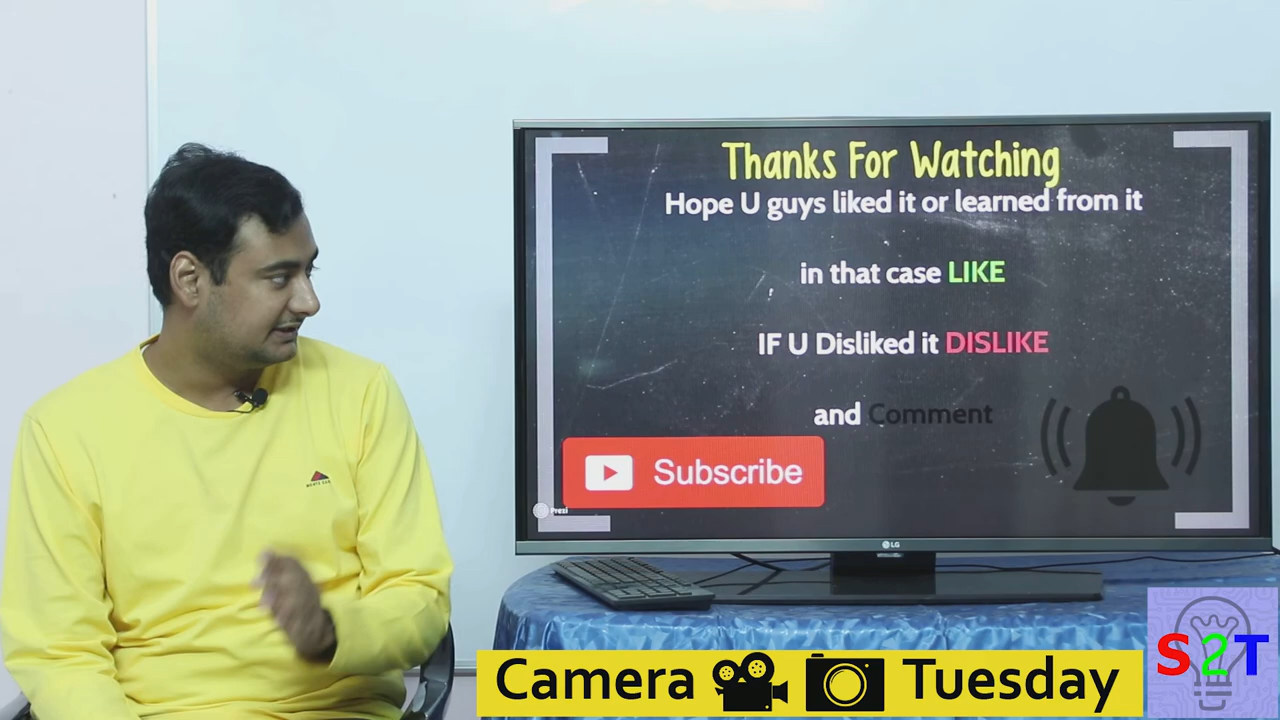 Thanks For Watching
Hope U guys liked it or learned from it
in that case LIKE
IF U Disliked it DISLIKE
and Comment
Subscribe
Prezi
LG
Camera Tuesday
S2T